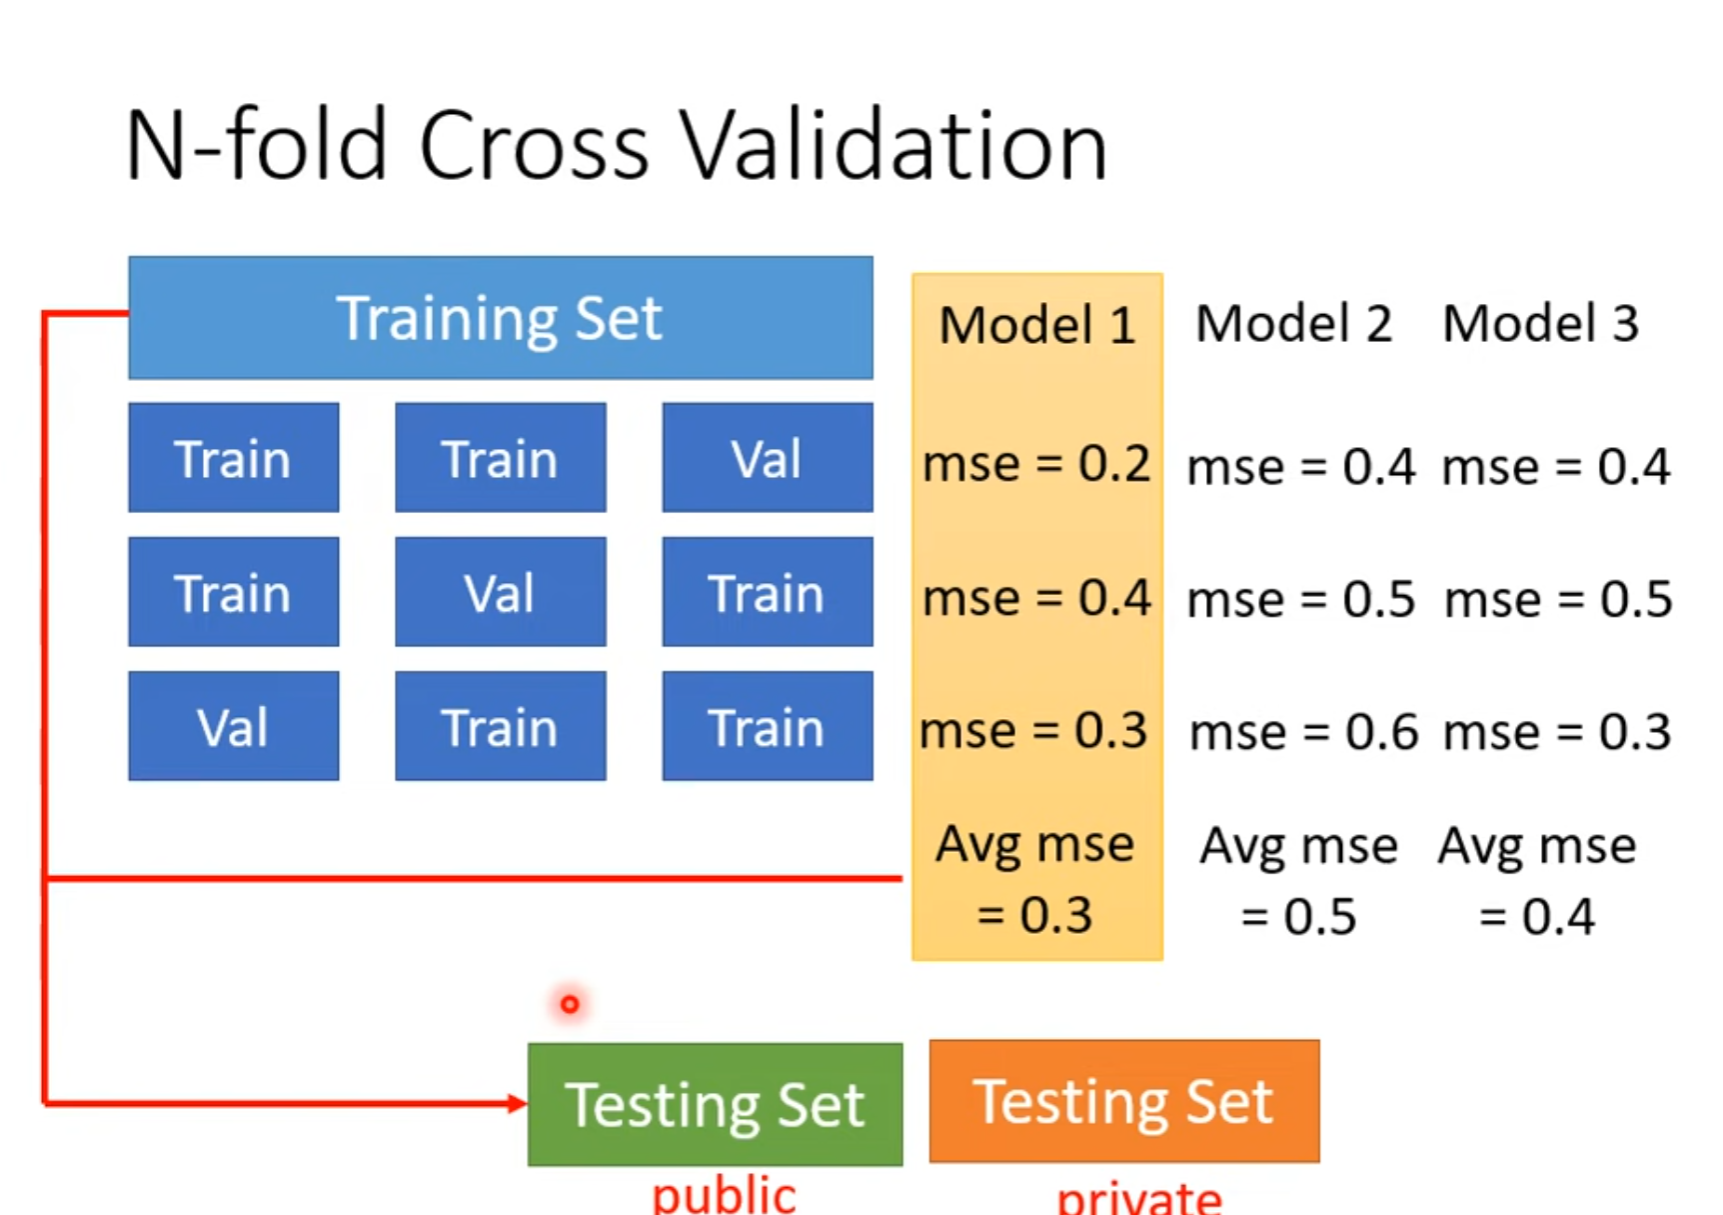 N-fold Cross Validation
Training Set
Model 1
Model 2
Model 3
Train
Train
Val
mse = 0.2
mse = 0.4
mse = 0.4
Train
Val
Train
mse = 0.4
mse = 0.5
mse = 0.5
Val
Train
Train
mse = 0.3
mse = 0.6
mse = 0.3
Avg mse
= 0.3
Avg mse
= 0.5
Avg mse
= 0.4
Testing Set
public
Testing Set
private